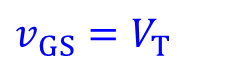 v_GS = V_T